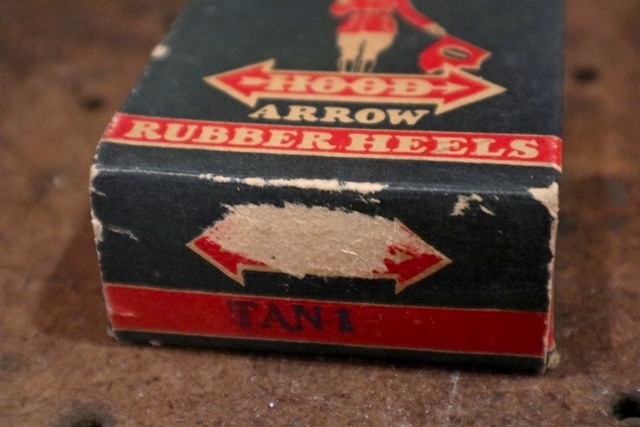 HOOD
ARROW
RUBBER HEELS
TAN 1